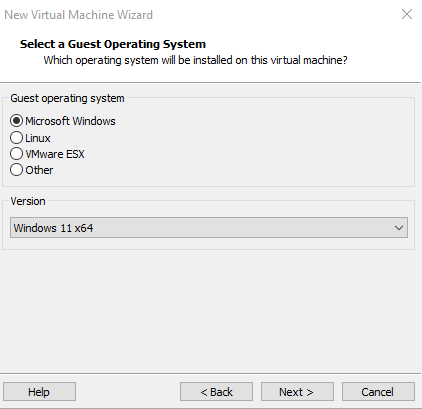 New Virtual Machine Wizard
Select a Guest Operating System
Which operating system will be installed on this virtual machine?
Guest operating system
Microsoft Windows
Linux
VMware ESX
Other
Version
Windows 11 x64
Help
< Back
Next >
Cancel